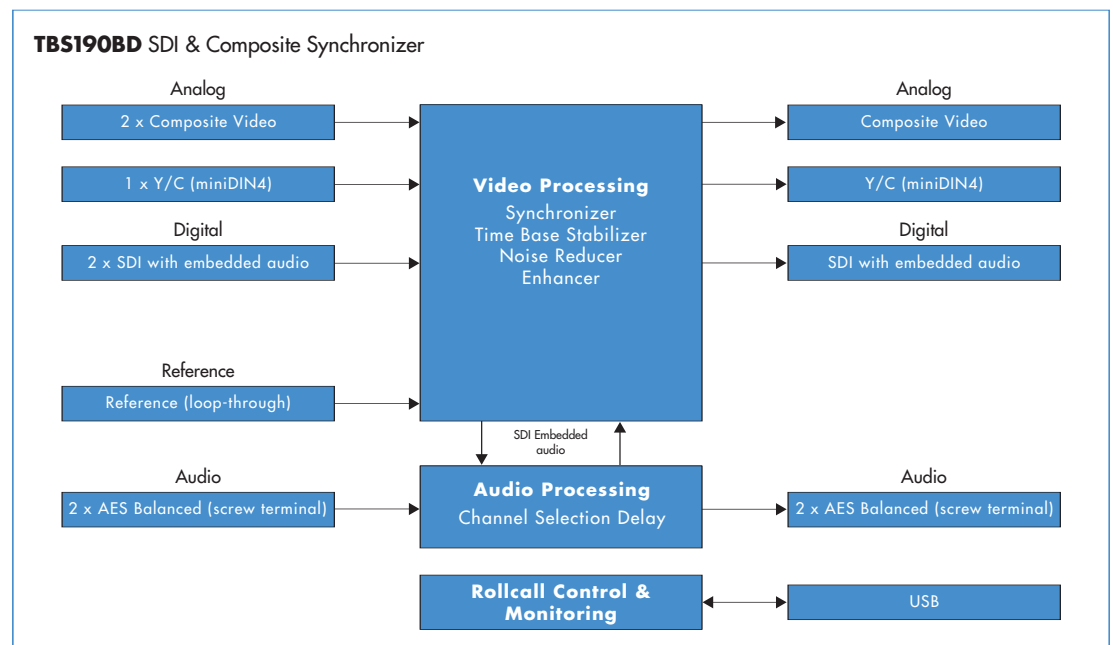 TBS190BD SDI & Composite Synchronizer
Analog
2 x Composite Video
1 x Y/C (miniDIN4)
Digital
2 x SDI with embedded audio
Reference
Reference (loop-through)
Audio
2 x AES Balanced (screw terminal)
Video Processing
Synchronizer
Time Base Stabilizer
Noise Reducer
Enhancer
SDI Embedded
audio
Audio Processing
Channel Selection Delay
Rollcall Control &
Monitoring
Analog
Composite Video
Y/C (miniDIN4)
Digital
SDI with embedded audio
Audio
2 x AES Balanced (screw terminal)
USB